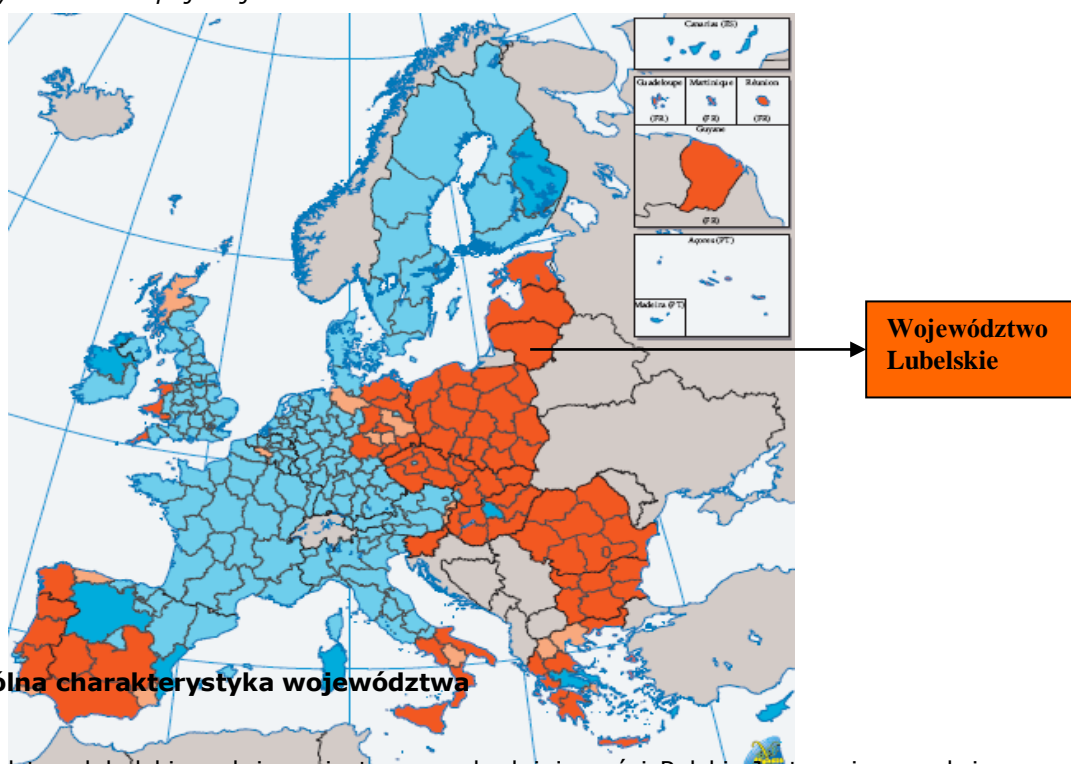 Canarias (ES)
Guadeloupe Martinique Réunion
(FR) (FR) (FR)
Guyane
(FR)
Açores (PT)
Madeira (PT)
Województwo
Lubelskie
ólna charakterystyka województwa